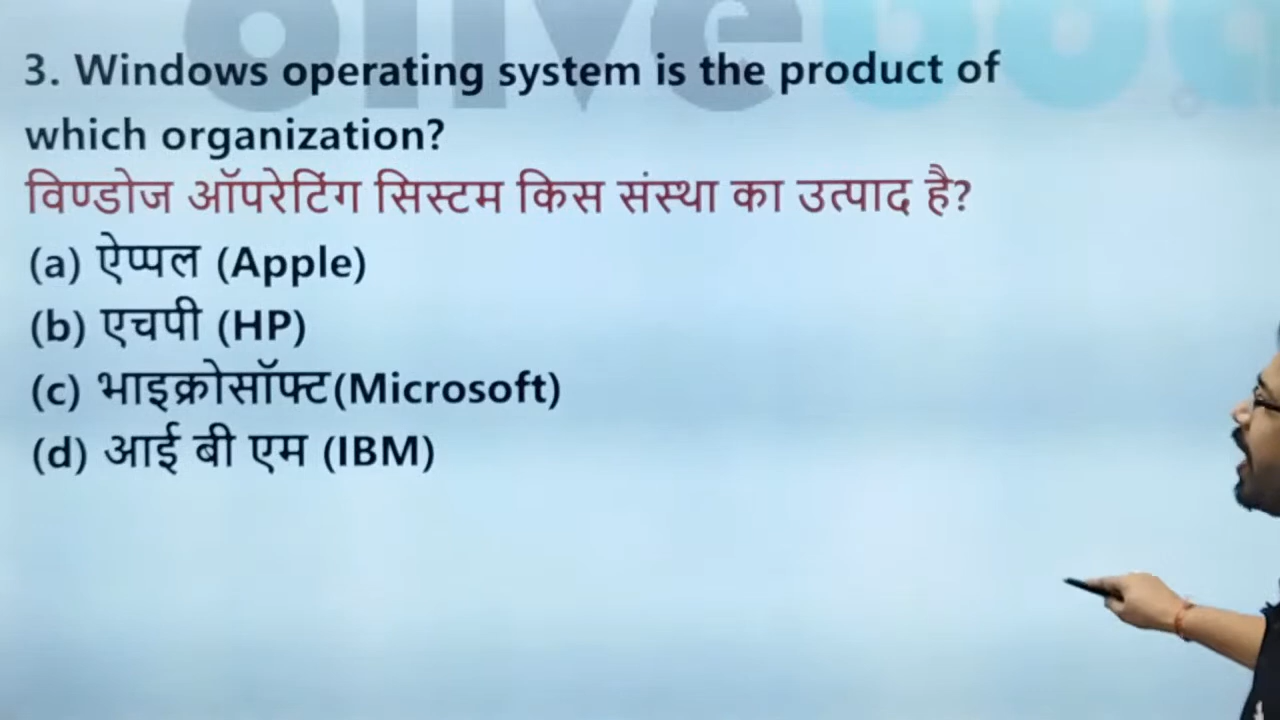 oliveboa
3. Windows operating system is the product of
which organization?
विण्डोज ऑपरेटिंग सिस्टम किस संस्था का उत्पाद है?
(a) ऐप्पल (Apple)
(b) एचपी (HP)
(c) भाइक्रोसॉफ्ट(Microsoft)
(d) आई बी एम (IBM)